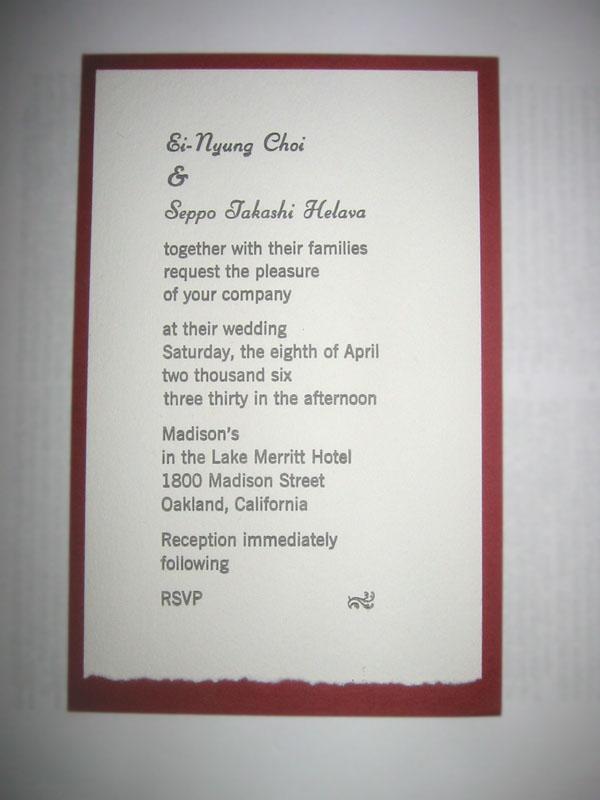 Ei-Nyung Choi
&
Seppo Takashi Helava
together with their families
request the pleasure
of your company
at their wedding
Saturday, the eighth of April
two thousand six
three thirty in the afternoon
Madison's
in the Lake Merritt Hotel
1800 Madison Street
Oakland, California
Reception immediately
following
RSVP